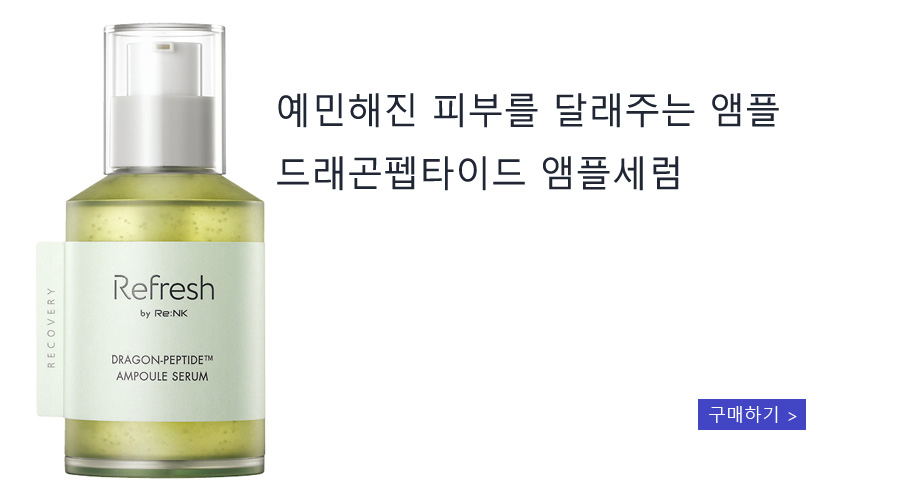 예민해진 피부를 달래주는 앰플
드래곤펩타이드 앰플세럼
RECOVERY
Refresh
by Re:NK
DRAGON-PEPTIDE™
AMPOULE SERUM
구매하기 >